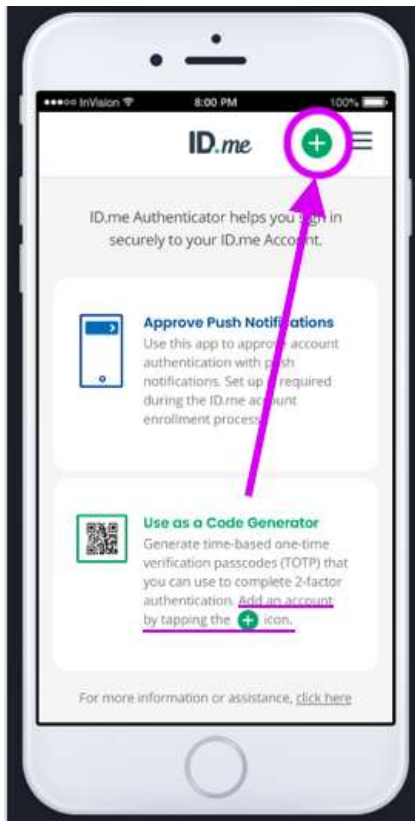 InVision 8:00 PM 100%
ID.me
ID.me Authenticator helps you sign in
securely to your ID.me Account.
Approve Push Notifications
Use this app to approve account
authentication with push
notifications. Set up is required
during the ID.me account
enrollment process.
Use as a Code Generator
Generate time-based one-time
verification passcodes (TOTP) that
you can use to complete 2-factor
authentication. Add an account
by tapping the + icon.
For more information or assistance, click here